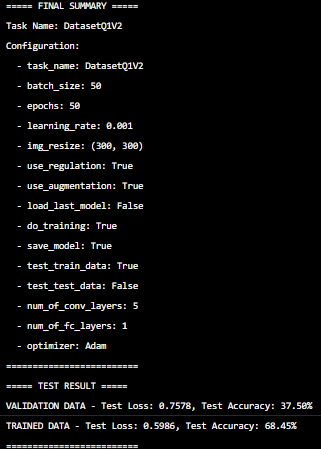 ===== FINAL SUMMARY =====
Task Name: DatasetQ1V2
Configuration:
- task_name: DatasetQ1V2
- batch_size: 50
- epochs: 50
- learning_rate: 0.001
- img_resize: (300, 300)
- use_regulation: True
- use_augmentation: True
- load_last_model: False
- do_training: True
- save_model: True
- test_train_data: True
- test_test_data: False
- num_of_conv_layers: 5
- num_of_fc_layers: 1
- optimizer: Adam
=========================
===== TEST RESULT =====
VALIDATION DATA - Test Loss: 0.7578, Test Accuracy: 37.50%
TRAINED DATA - Test Loss: 0.5986, Test Accuracy: 68.45%
=========================